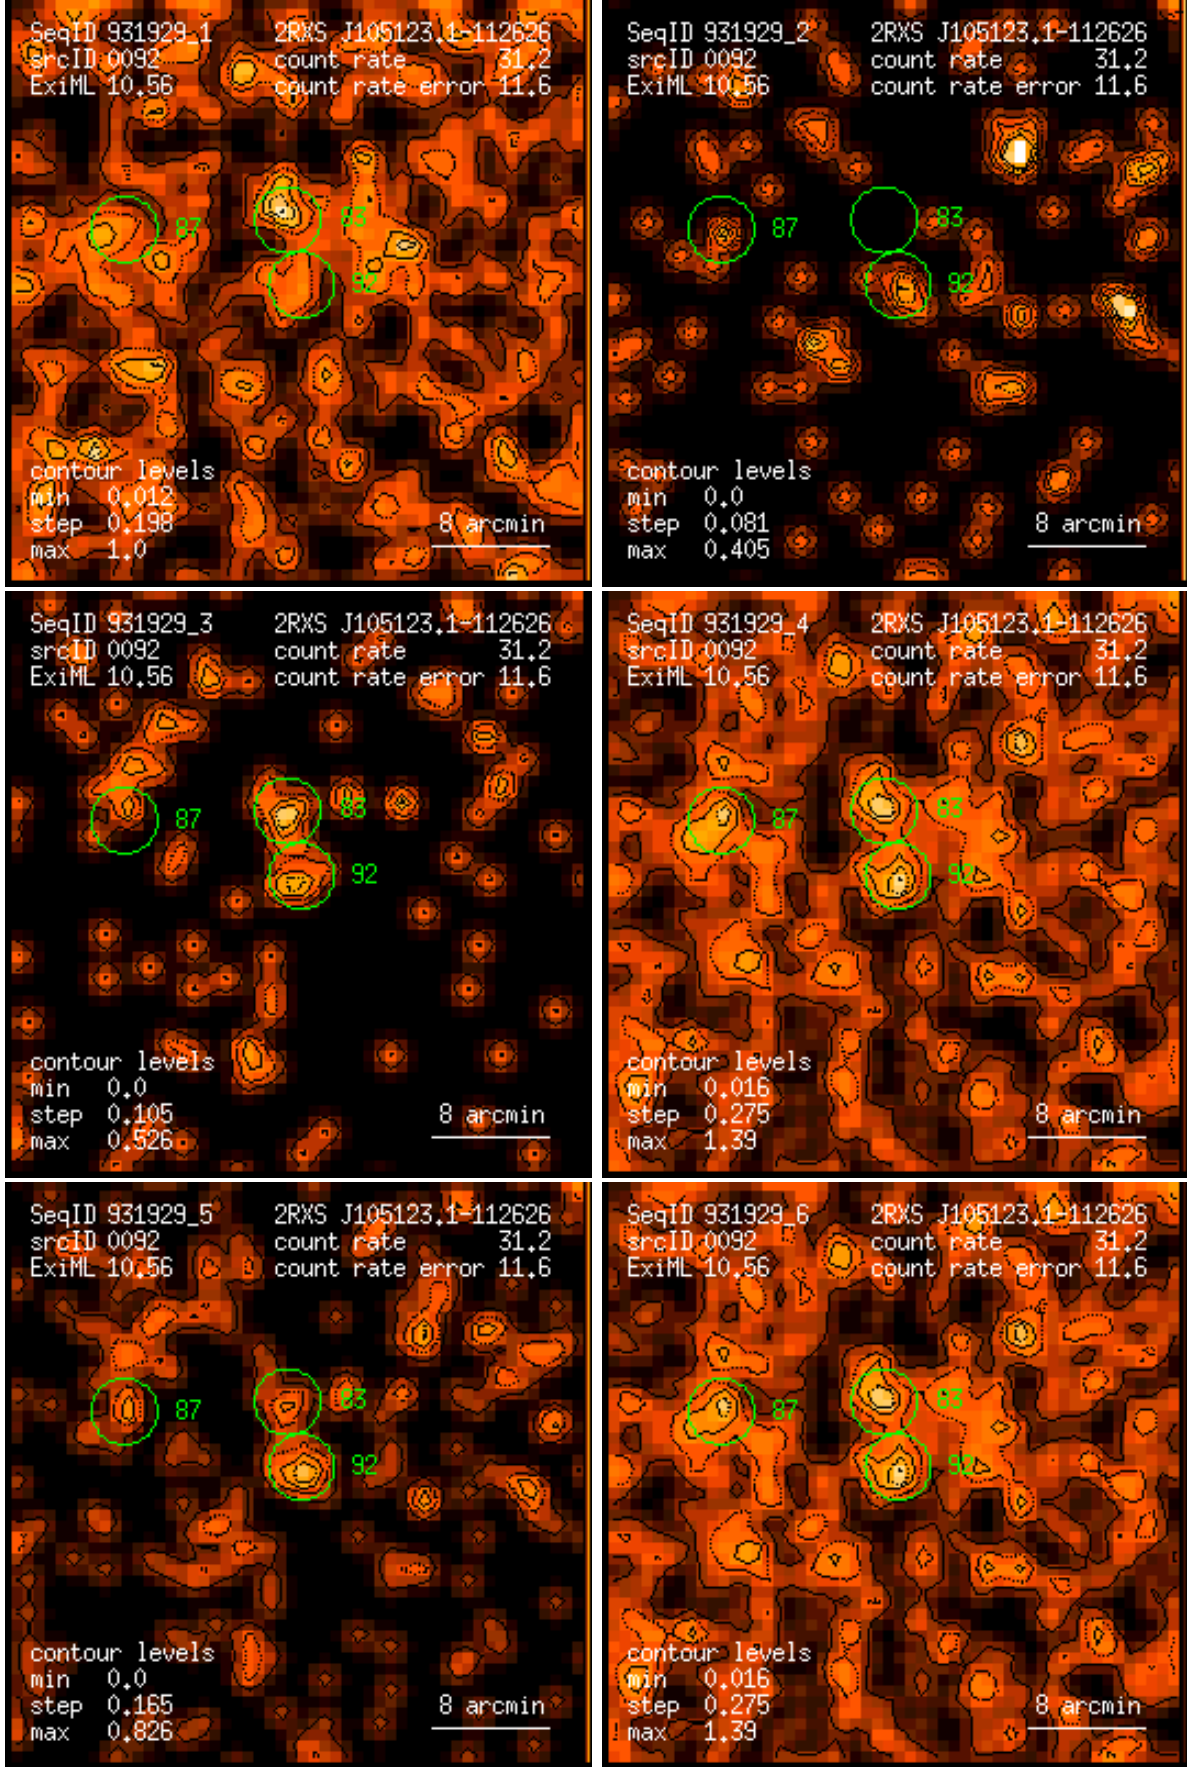 SeqID 931929_1 2RXS J105123.1-112626
srcID 0092 count rate 31.2
ExiML 10.56 count rate error 11.6
83
87
92
contour levels
min 0.012
step 0.198 8 arcmin
max 1.0
SeqID 931929_2 2RXS J105123.1-112626
srcID 0092 count rate 31.2
ExiML 10.56 count rate error 11.6
83
87
92
contour levels
min 0.0
step 0.081 8 arcmin
max 0.405
SeqID 931929_3 2RXS J105123.1-112626
srcID 0092 count rate 31.2
ExiML 10.56 count rate error 11.6
83
87
92
contour levels
min 0.0
step 0.105 8 arcmin
max 0.526
SeqID 931929_4 2RXS J105123.1-112626
srcID 0092 count rate 31.2
ExiML 10.56 count rate error 11.6
83
87
92
contour levels
min 0.016
step 0.275 8 arcmin
max 1.39
SeqID 931929_5 2RXS J105123.1-112626
srcID 0092 count rate 31.2
ExiML 10.56 count rate error 11.6
83
87
92
contour levels
min 0.0
step 0.165 8 arcmin
max 0.826
SeqID 931929_6 2RXS J105123.1-112626
srcID 0092 count rate 31.2
ExiML 10.56 count rate error 11.6
83
87
92
contour levels
min 0.016
step 0.275 8 arcmin
max 1.39